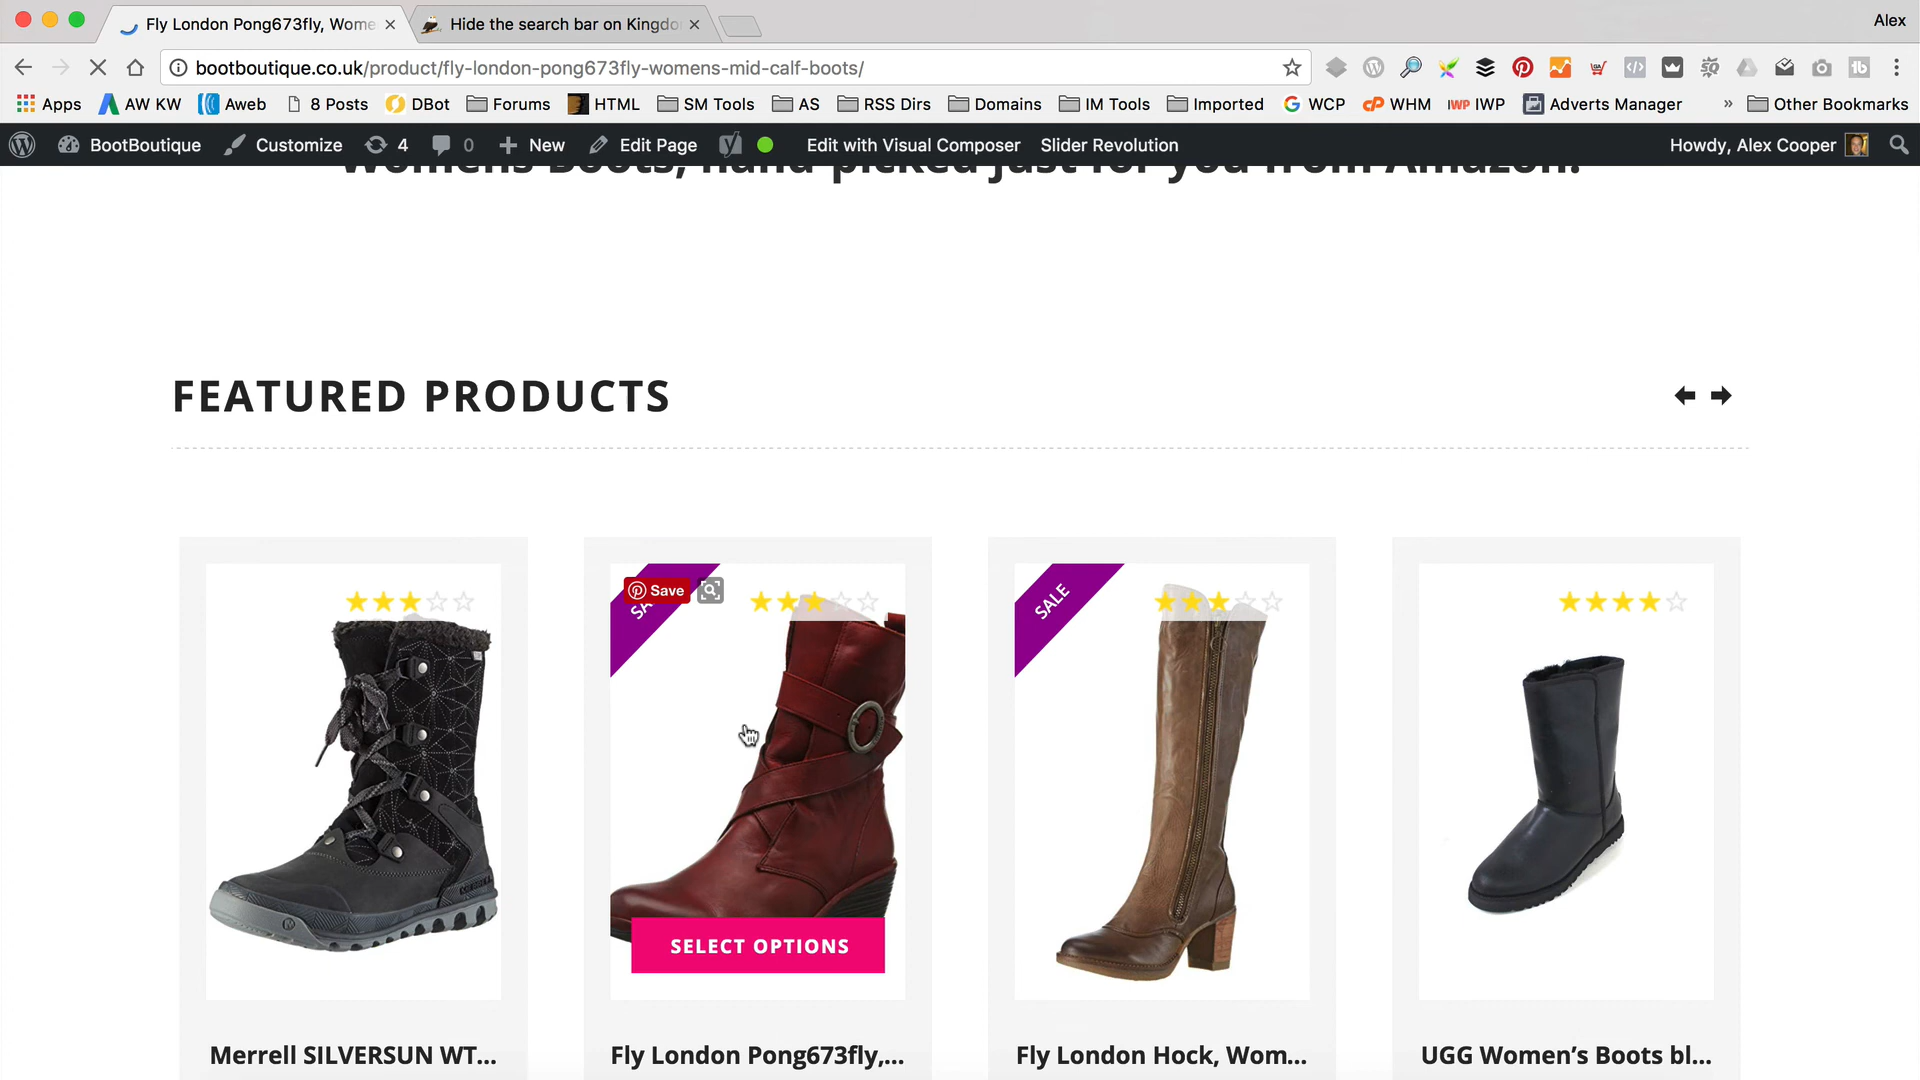 Fly London Pong673fly, Wome
Hide the search bar on Kingdo
Alex
bootboutique.co.uk/product/fly-london-pong673fly-womens-mid-calf-boots/
Apps AW KW Aweb 8 Posts DBot Forums HTML SM Tools AS RSS Dirs Domains IM Tools Imported WCP WHM IWP IWP Adverts Manager » Other Bookmarks
BootBoutique Customize 4 0 New Edit Page Edit with Visual Composer Slider Revolution Howdy, Alex Cooper
Womens Boots, hand picked just for you from Amazon!
FEATURED PRODUCTS
Save
SALE
SELECT OPTIONS
Merrell SILVERSUN WT...
Fly London Pong673fly,...
Fly London Hock, Wom...
UGG Women’s Boots bl...